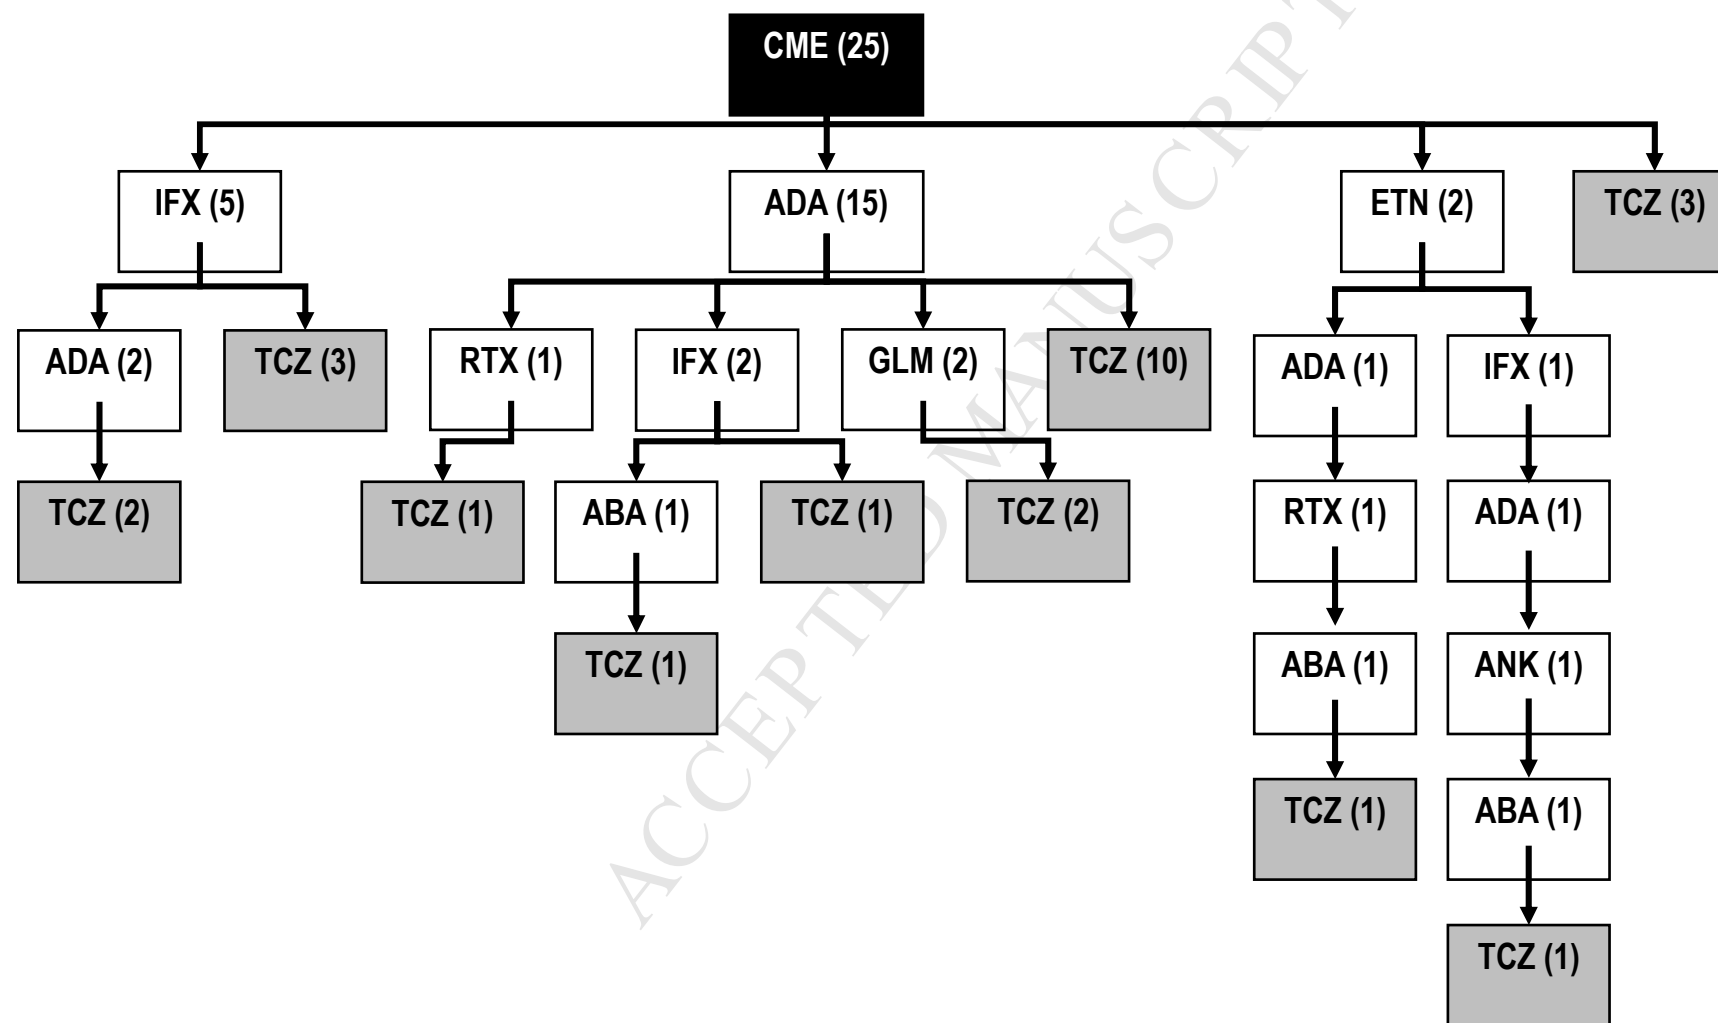 CME (25)
IFX (5)
ADA (15)
ETN (2)
TCZ (3)
ADA (2)
TCZ (3)
RTX (1)
IFX (2)
GLM (2)
TCZ (10)
ADA (1)
IFX (1)
TCZ (2)
TCZ (1)
ABA (1)
TCZ (1)
TCZ (2)
RTX (1)
ADA (1)
TCZ (1)
ABA (1)
ANK (1)
TCZ (1)
ABA (1)
TCZ (1)
ACCEPTED MANUSCRIPT